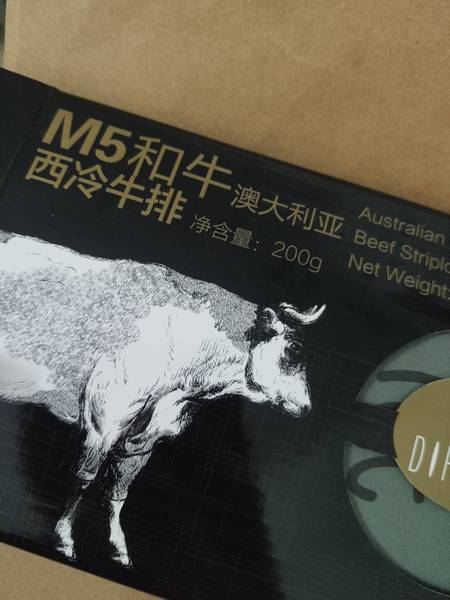 M5和牛
西冷牛排
澳大利亚
净含量：200g
Australian
Beef
Net Weight: